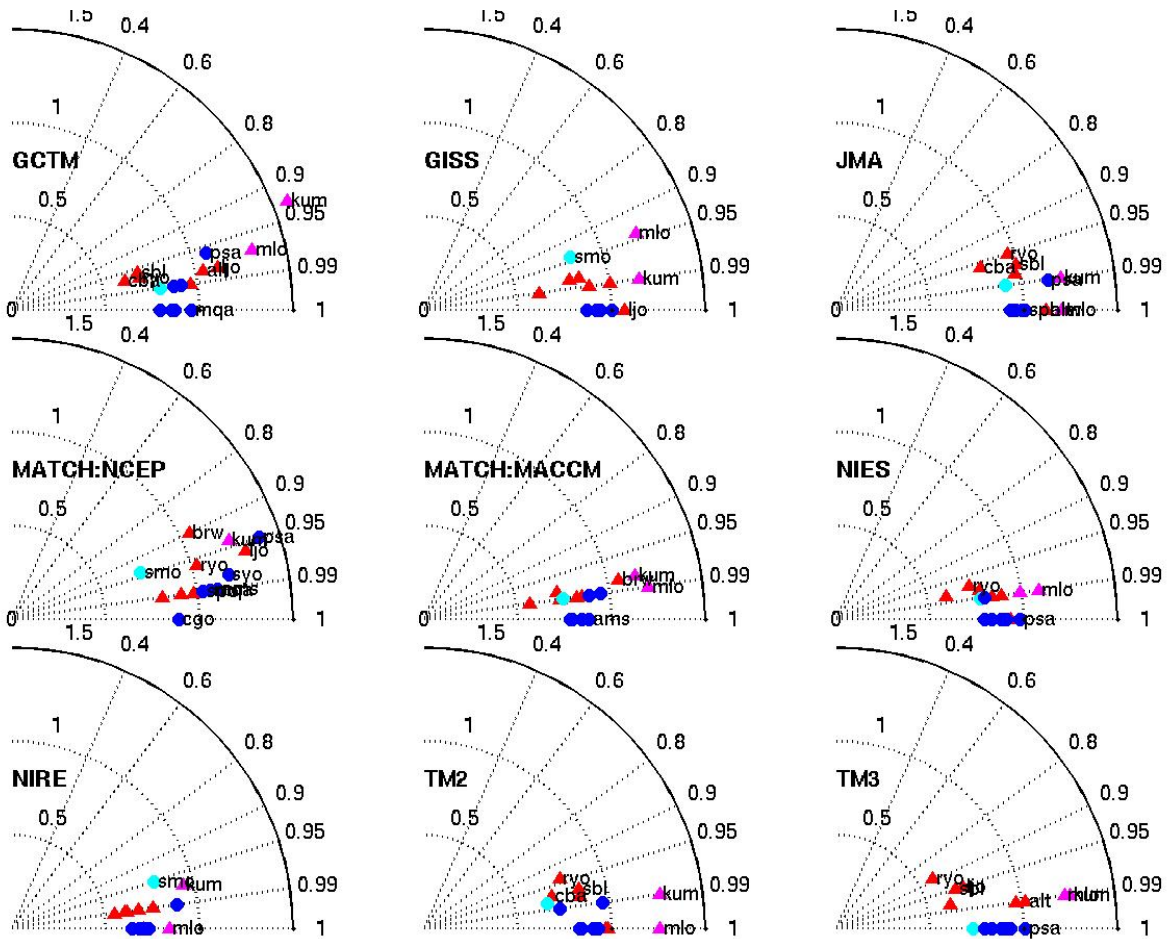 1.5 0.4 1.5 0.4 1.5 0.4
0.6 0.6 0.6
1 1 1
0.8 0.8 0.8
GCTM GISS JMA
0.9 0.9 0.9
0.5 kum 0.5 0.5
0.95 0.95 0.95
psa mlo mlo ryo
smo sbl
sbl cba
0.99 0.99 0.99
cba kum kum
psa
0 mqa 1 0 ljo 1 0 mlo 1
1.5 0.4 1.5 0.4 1.5 0.4
0.6 0.6 0.6
1 1 1
0.8 0.8 0.8
MATCH:NCEP MATCH:MACCM NIES
0.9 0.9 0.9
0.5 0.5 0.5
0.95 0.95 0.95
brw kum psa
ljo
ryo
smo syo kum
0.99 0.99 0.99
brw mlo ryo mlo
0 cgo 1 0 ams 1 0 psa 1
1.5 0.4 1.5 0.4 1.5 0.4
0.6 0.6 0.6
1 1 1
0.8 0.8 0.8
NIRE TM2 TM3
0.9 0.9 0.9
0.5 0.5 0.5
0.95 0.95 0.95
smo ryo ryo
kum sbl
0.99 0.99 0.99
cba kum alt
0 mlo 1 0 mlo 1 0 psa 1